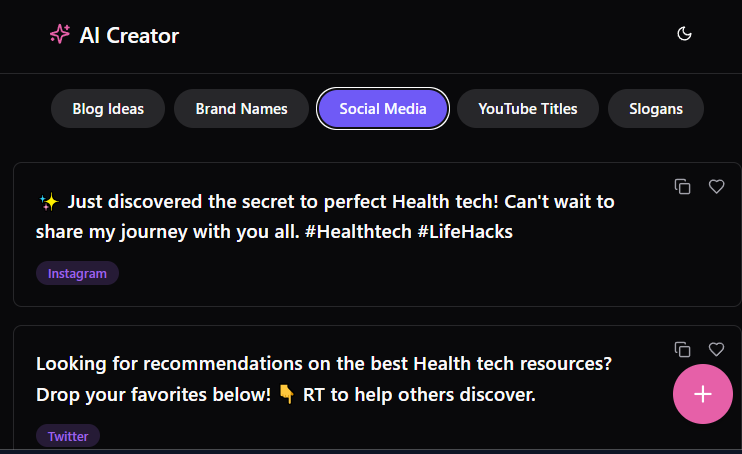 AI Creator
Blog Ideas
Brand Names
Social Media
YouTube Titles
Slogans
✨ Just discovered the secret to perfect Health tech! Can't wait to
share my journey with you all. #Healthtech #LifeHacks
Instagram
Looking for recommendations on the best Health tech resources?
Drop your favorites below! 👇 RT to help others discover.
Twitter